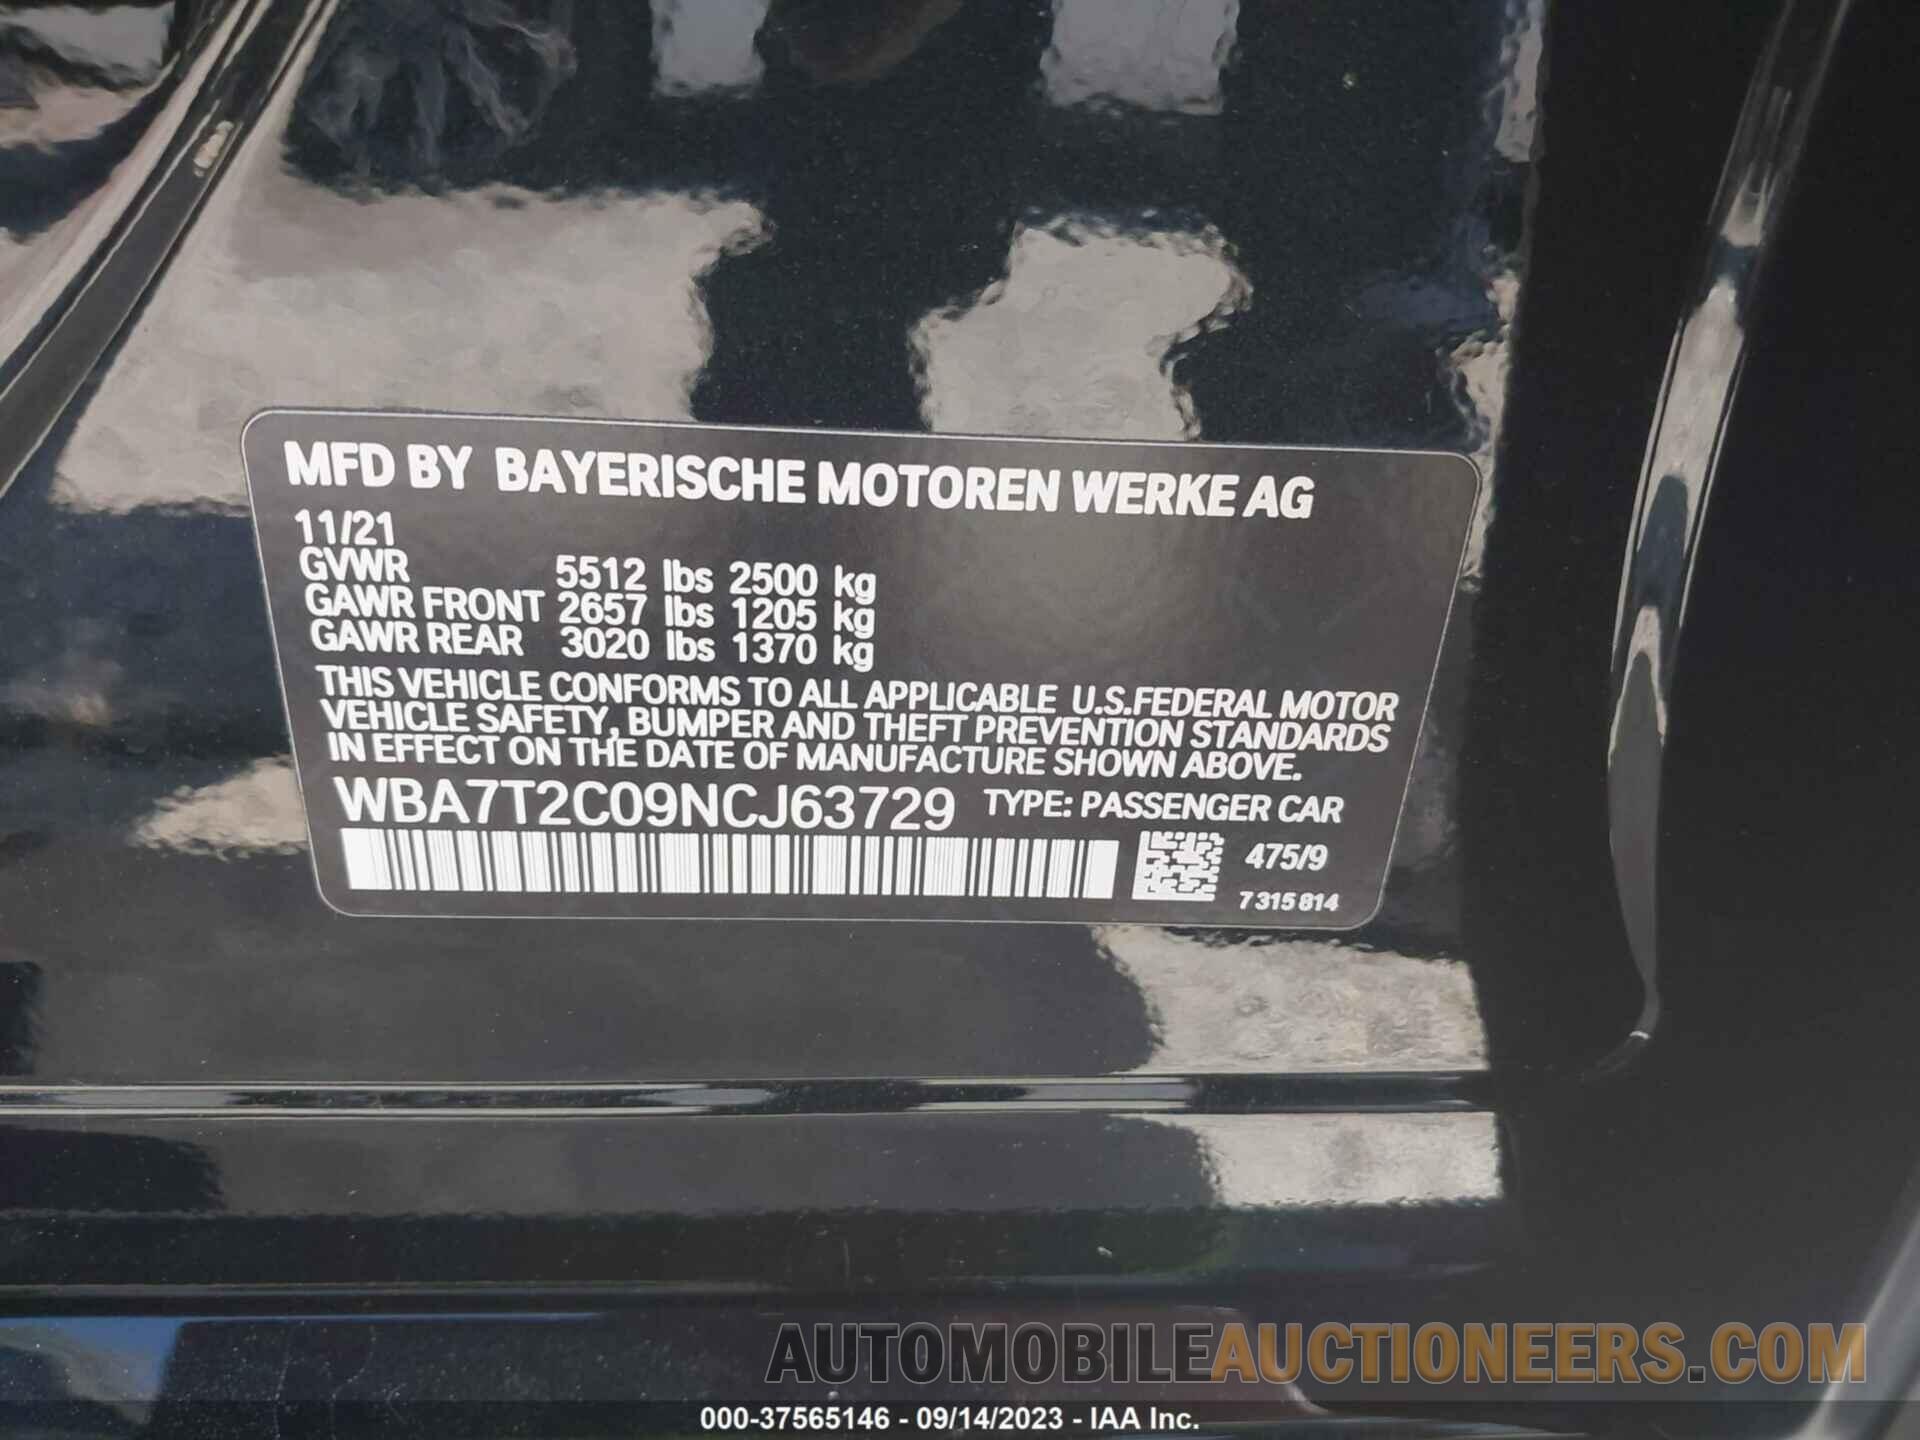 MFD BY BAYERISCHE MOTOREN WERKE AG
11/21
GVWR 5512 lbs 2500 kg
GAWR FRONT 2657 lbs 1205 kg
GAWR REAR 3020 lbs 1370 kg
THIS VEHICLE CONFORMS TO ALL APPLICABLE U.S.FEDERAL MOTOR
VEHICLE SAFETY, BUMPER AND THEFT PREVENTION STANDARDS
IN EFFECT ON THE DATE OF MANUFACTURE SHOWN ABOVE.
WBA7T2C09NCJ63729 TYPE: PASSENGER CAR
475/9
7 315 814
AUTOMOBILEAUCTIONEERS.COM
000-37565146 - 09/14/2023 - IAA Inc.